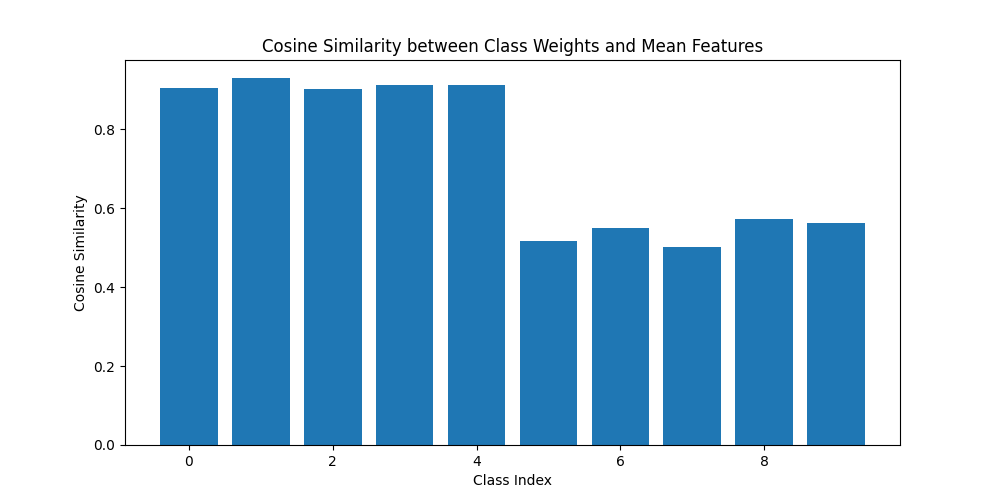 Cosine Similarity between Class Weights and Mean Features
0.8
0.6
0.4
0.2
0.0
Cosine Similarity
0 2 4 6 8
Class Index